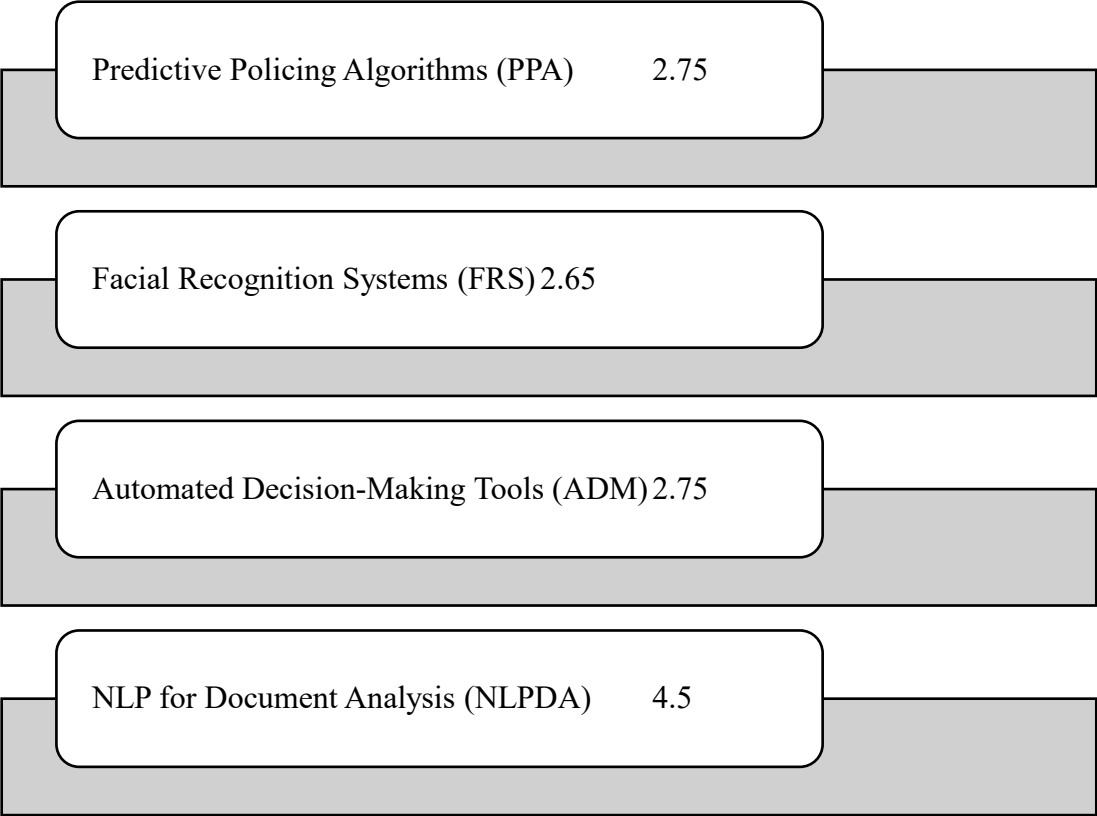 Predictive Policing Algorithms (PPA) 2.75
Facial Recognition Systems (FRS) 2.65
Automated Decision-Making Tools (ADM) 2.75
NLP for Document Analysis (NLPDA) 4.5